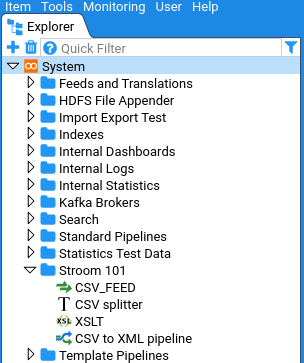 Item Tools Monitoring User Help
Explorer
Quick Filter
System
Feeds and Translations
HDFS File Appender
Import Export Test
Indexes
Internal Dashboards
Internal Logs
Internal Statistics
Kafka Brokers
Search
Standard Pipelines
Statistics Test Data
Stroom 101
CSV_FEED
T CSV splitter
XSL XSLT
CSV to XML pipeline
Template Pipelines